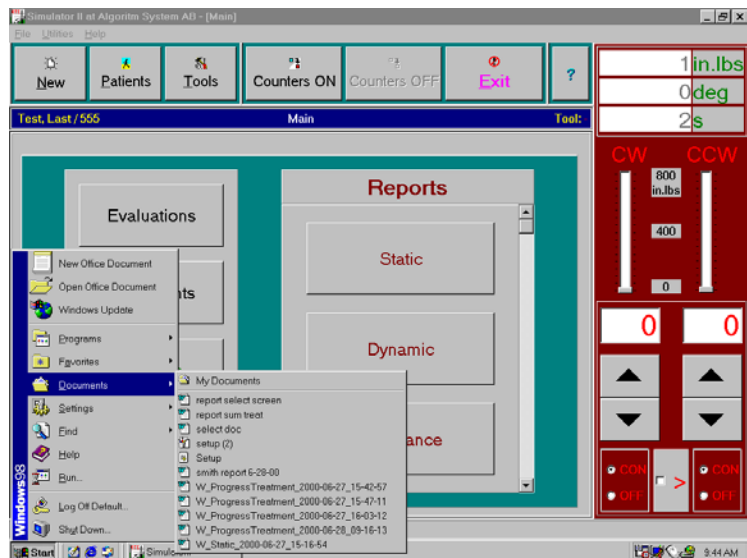 Simulator II at Algoritm System AB - [Main]
File Utilities Help
New
Patients
Tools
Counters ON
Counters OFF
Exit
?
1 in.lbs
0 deg
2 s
Test, Last / 555
Main
Tool:
CW
CCW
800
in.lbs
400
0
0
0
CON
OFF
>
CON
OFF
Evaluations
nts
Reports
Static
Dynamic
ance
New Office Document
Open Office Document
Windows Update
Programs
Favorites
Documents
Settings
Find
Help
Run...
Log Off Default...
Shut Down...
Windows98
My Documents
report select screen
report sum treat
select doc
setup (2)
Setup
smith report 6-28-00
W_ProgressTreatment_2000-06-27_15-42-57
W_ProgressTreatment_2000-06-27_15-47-11
W_ProgressTreatment_2000-06-27_16-03-12
W_ProgressTreatment_2000-06-28_09-16-13
W_Static_2000-06-27_15-16-54
Start
9:44 AM